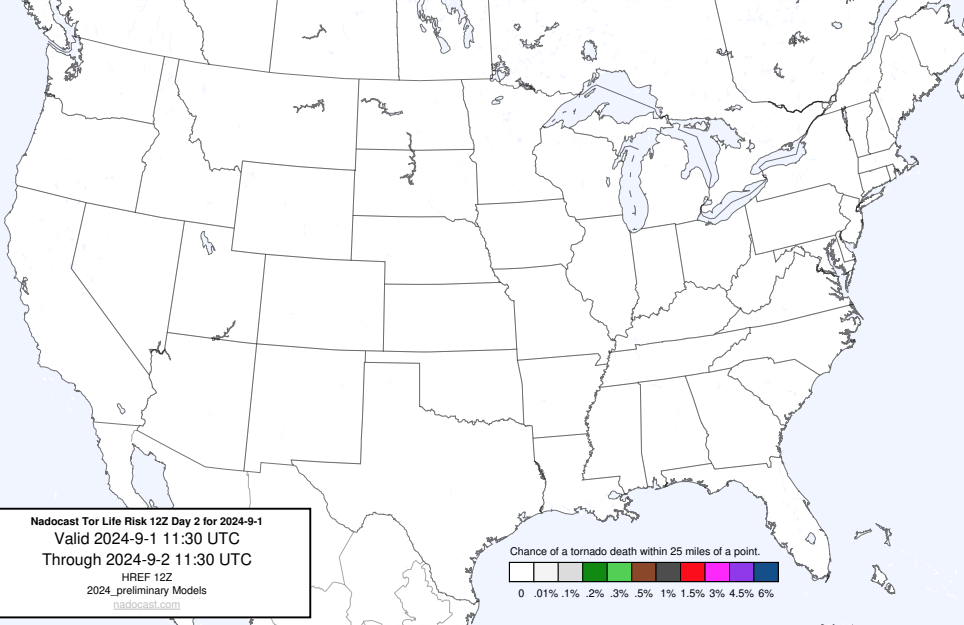 Nadocast Tor Life Risk 12Z Day 2 for 2024-9-1
Valid 2024-9-1 11:30 UTC
Through 2024-9-2 11:30 UTC
HREF 12Z
2024_preliminary Models
nadocast.com
Chance of a tornado death within 25 miles of a point.
0 .01% .1% .2% .3% .5% 1% 1.5% 3% 4.5% 6%